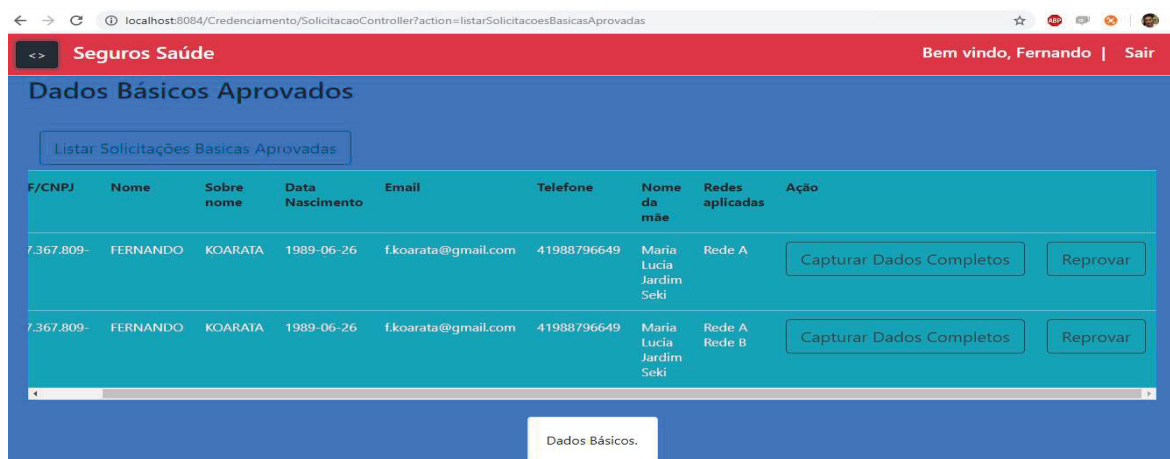 localhost:8084/Credenciamento/SolicitacaoController?action=listarSolicitacoesBasicasAprovadas
ABP
<> Seguros Saúde Bem vindo, Fernando | Sair
Dados Básicos Aprovados
Listar Solicitações Basicas Aprovadas
F/CNPJ Nome Sobre nome Data Nascimento Email Telefone Nome da mãe Redes aplicadas Ação
7.367.809- FERNANDO KOARATA 1989-06-26 f.koarata@gmail.com 41988796649 Maria Lucia Jardim Seki Rede A Capturar Dados Completos Reprovar
7.367.809- FERNANDO KOARATA 1989-06-26 f.koarata@gmail.com 41988796649 Maria Lucia Jardim Seki Rede A Rede B Capturar Dados Completos Reprovar
Dados Básicos.